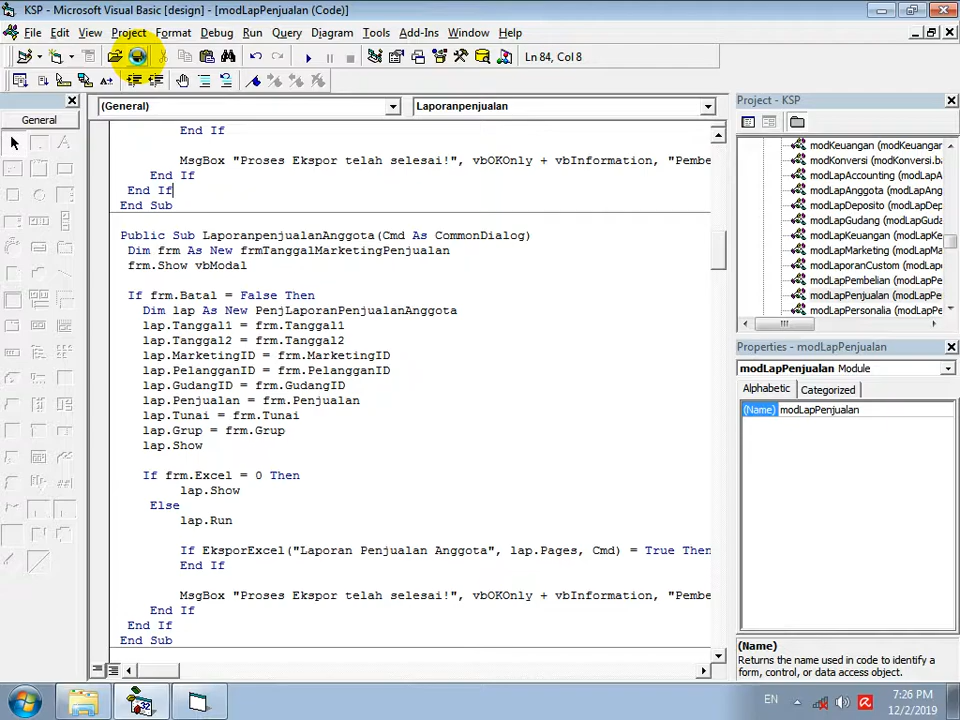 KSP - Microsoft Visual Basic [design] - [modLapPenjualan (Code)]
File Edit View Project Format Debug Run Query Diagram Tools Add-Ins Window Help
Ln 84, Col 8
General
(General)
Laporanpenjualan
End If
MsgBox "Proses Ekspor telah selesai!", vbOKOnly + vbInformation, "Pembe
End If
End If
End Sub
Public Sub LaporanpenjualanAnggota(Cmd As CommonDialog)
Dim frm As New frmTanggalMarketingPenjualan
frm.Show vbModal
If frm.Batal = False Then
Dim lap As New PenjLaporanPenjualanAnggota
lap.Tanggal1 = frm.Tanggal1
lap.Tanggal2 = frm.Tanggal2
lap.MarketingID = frm.MarketingID
lap.PelangganID = frm.PelangganID
lap.GudangID = frm.GudangID
lap.Penjualan = frm.Penjualan
lap.Tunai = frm.Tunai
lap.Grup = frm.Grup
lap.Show
If frm.Excel = 0 Then
lap.Show
Else
lap.Run
If EksporExcel("Laporan Penjualan Anggota", lap.Pages, Cmd) = True Then
End If
MsgBox "Proses Ekspor telah selesai!", vbOKOnly + vbInformation, "Pembe
End If
End If
End Sub
Project - KSP
modKeuangan (modKeuangan
modKonversi (modKonversi.ba
modLapAccounting (modLapA
modLapAnggota (modLapAng
modLapDeposito (modLapDep
modLapGudang (modLapGuda
modLapKeuangan (modLapKe
modLapMarketing (modLapMa
modLaporanCustom (modLapo
modLapPembelian (modLapPe
modLapPenjualan (modLapPe
modLapPersonalia (modLapPer
Properties - modLapPenjualan
modLapPenjualan Module
Alphabetic Categorized
(Name) modLapPenjualan
(Name)
Returns the name used in code to identify a form, control, or data access object.
EN
7:26 PM
12/2/2019